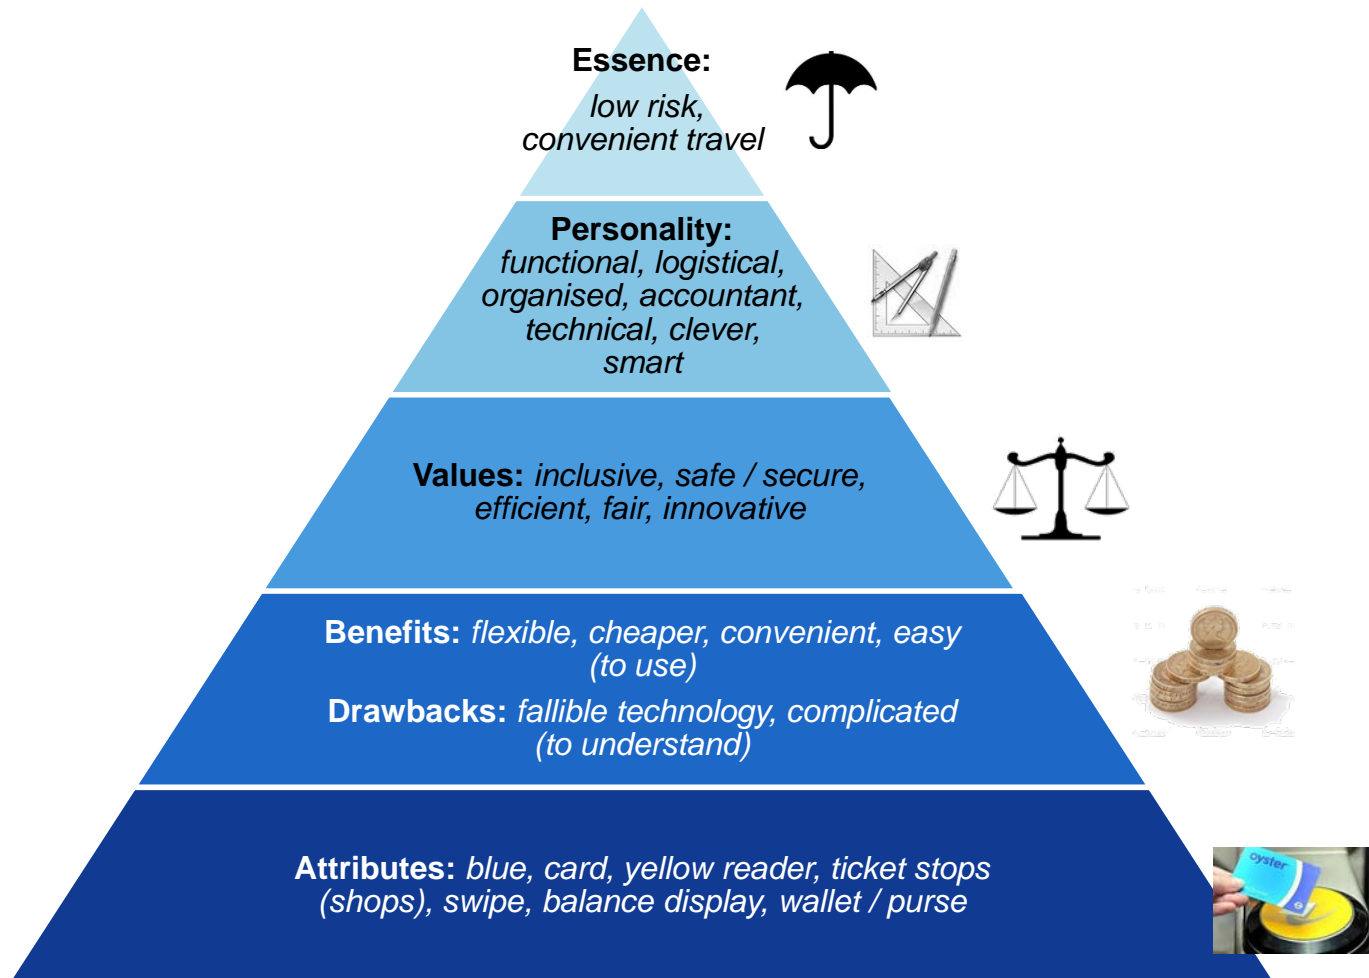 Essence:
low risk,
convenient travel
Personality:
functional, logistical,
organised, accountant,
technical, clever,
smart
Values: inclusive, safe / secure,
efficient, fair, innovative
Benefits: flexible, cheaper, convenient, easy
(to use)
Drawbacks: fallible technology, complicated
(to understand)
Attributes: blue, card, yellow reader, ticket stops
(shops), swipe, balance display, wallet / purse
oyster